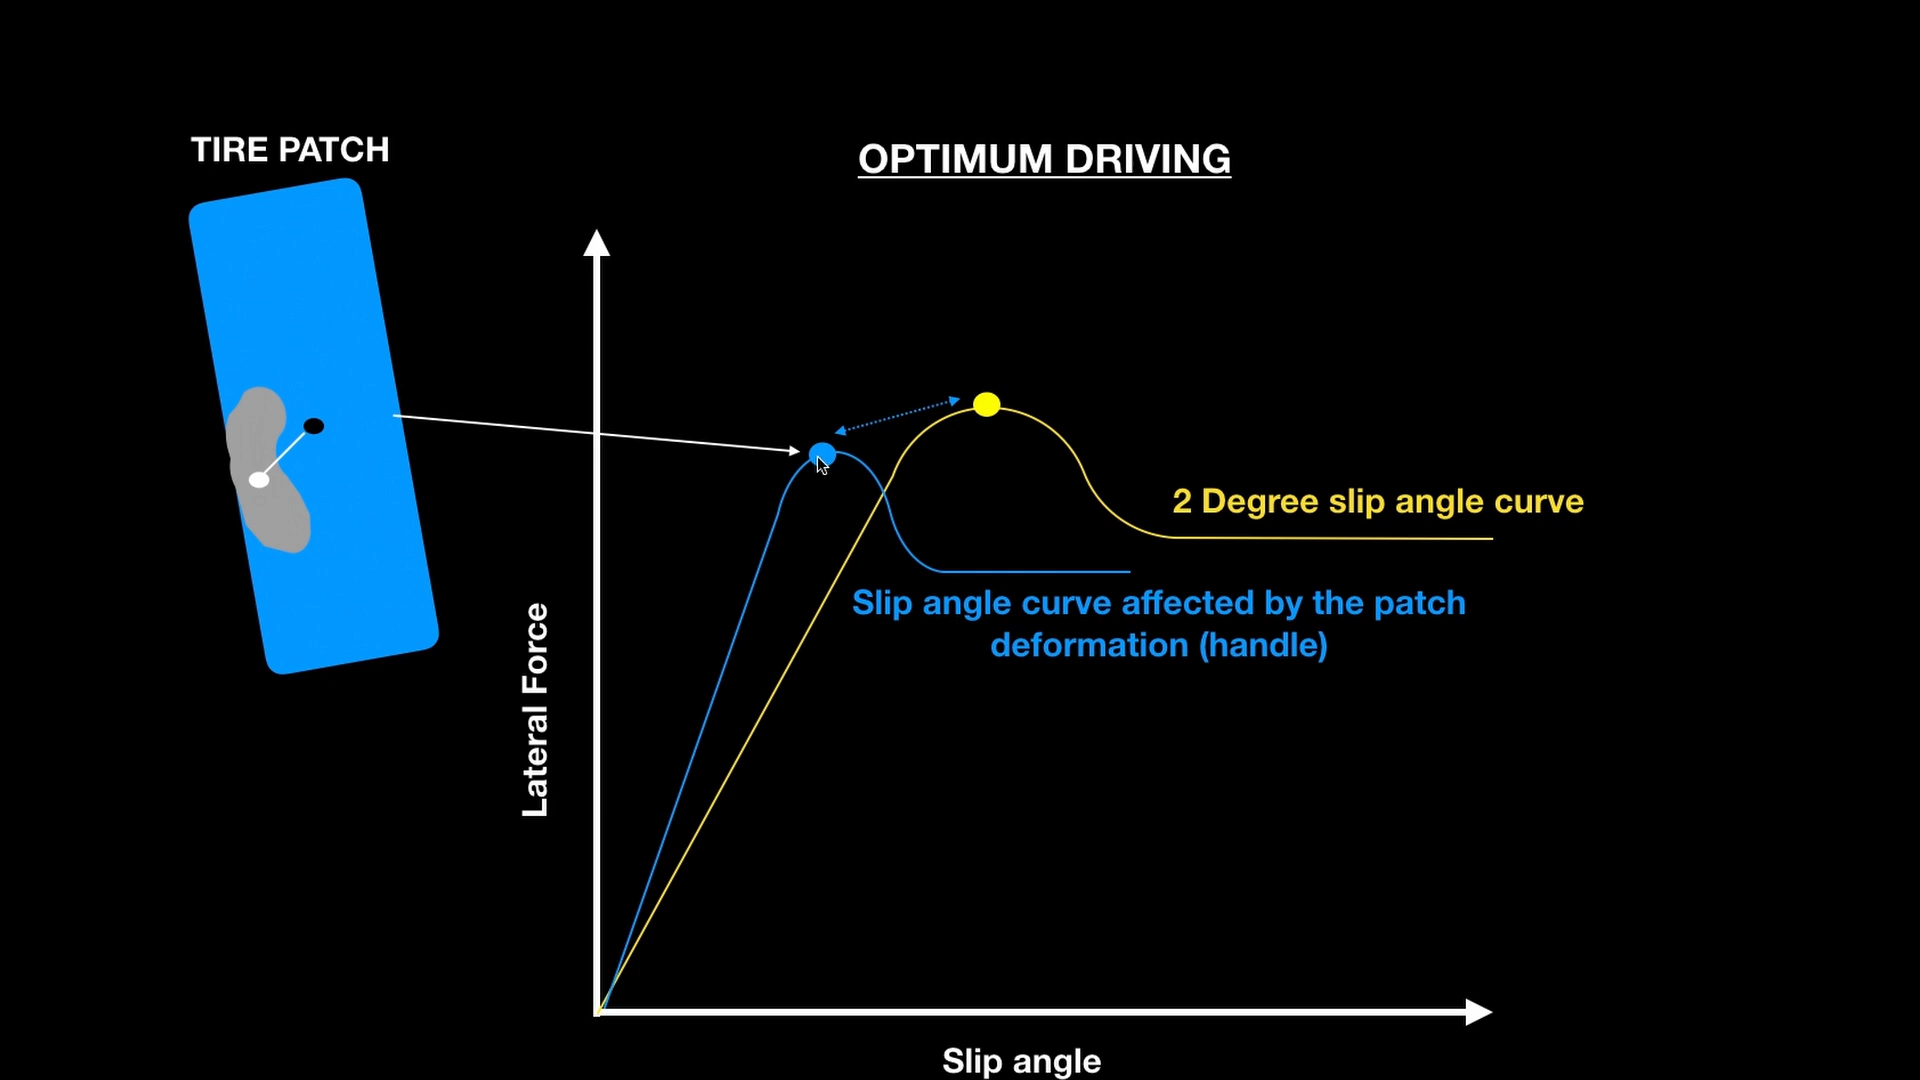 TIRE PATCH
OPTIMUM DRIVING
2 Degree slip angle curve
Slip angle curve affected by the patch
deformation (handle)
Lateral Force
Slip angle